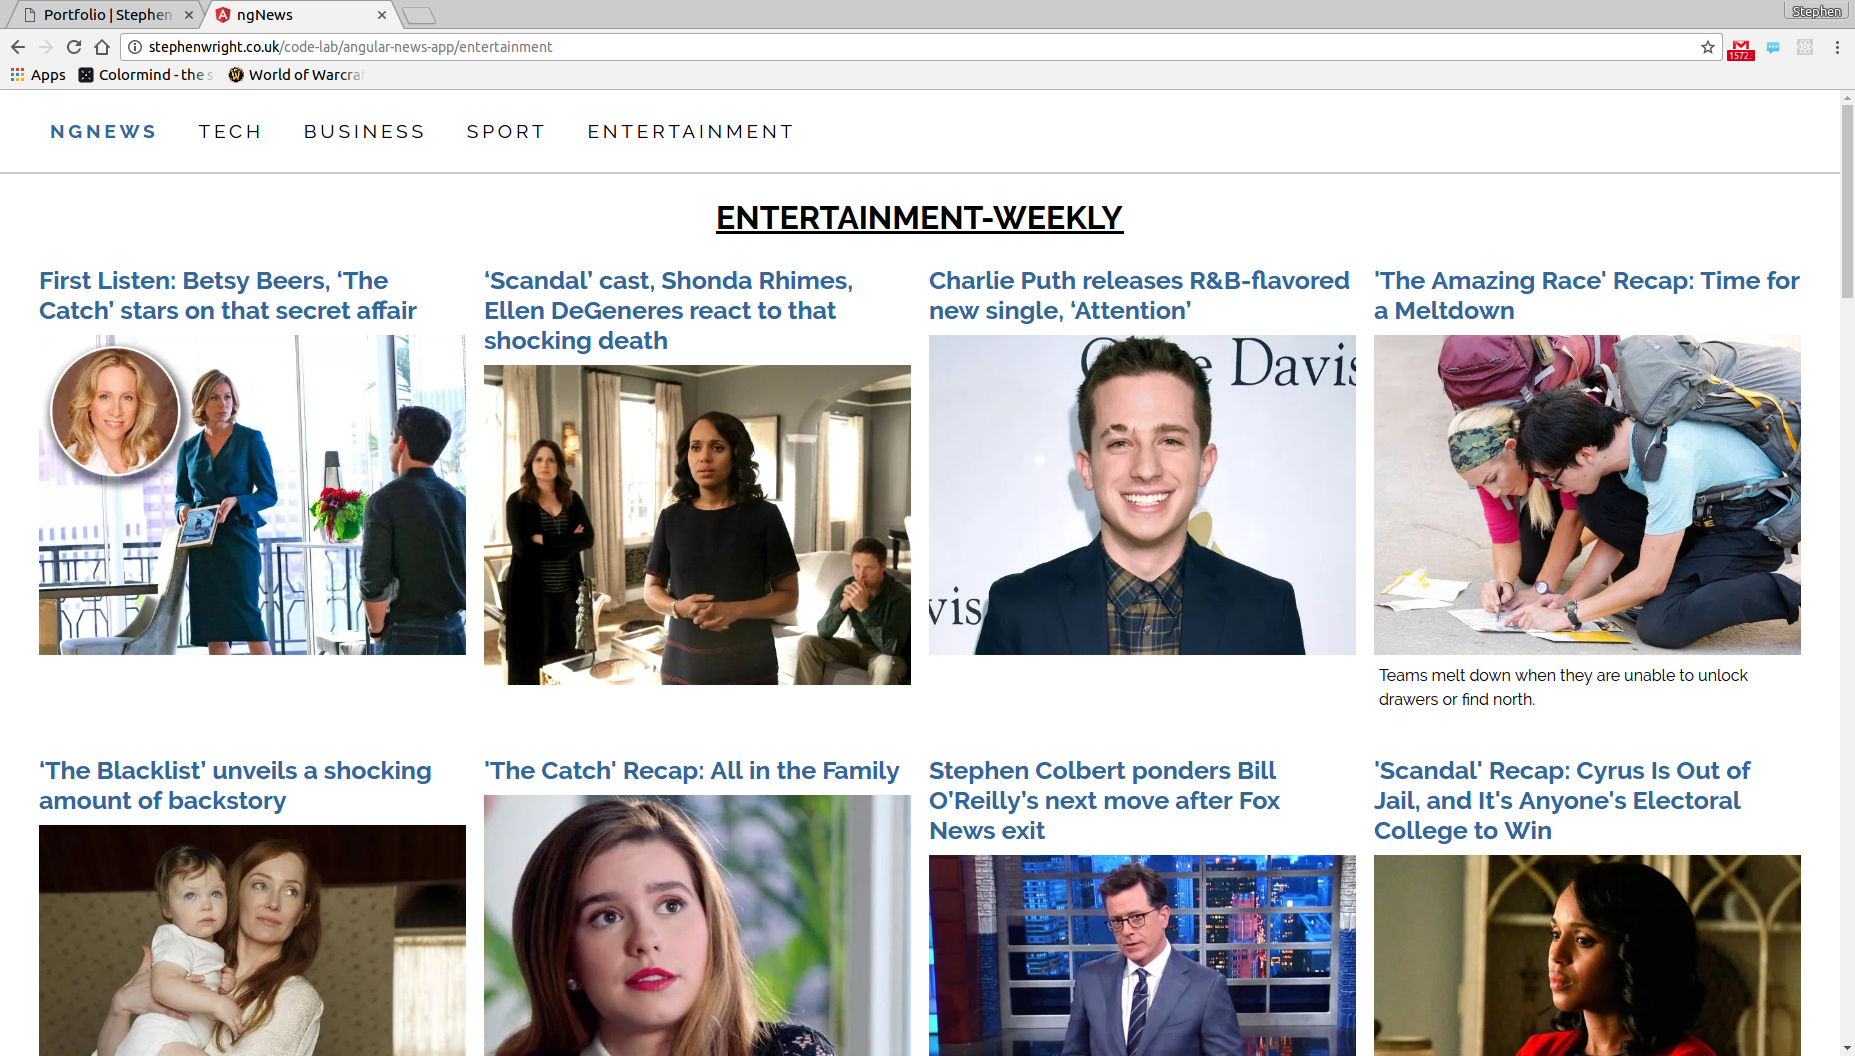 Portfolio | Stephen
ngNews
Stephen
stephenwright.co.uk/code-lab/angular-news-app/entertainment
1572
Apps
Colormind - the s
World of Warcraf
NGNEWS
TECH
BUSINESS
SPORT
ENTERTAINMENT
ENTERTAINMENT-WEEKLY
First Listen: Betsy Beers, ‘The
Catch’ stars on that secret affair
‘Scandal’ cast, Shonda Rhimes,
Ellen DeGeneres react to that
shocking death
Charlie Puth releases R&B-flavored
new single, ‘Attention’
Davis
vis
'The Amazing Race' Recap: Time for
a Meltdown
Teams melt down when they are unable to unlock
drawers or find north.
‘The Blacklist’ unveils a shocking
amount of backstory
'The Catch' Recap: All in the Family
Stephen Colbert ponders Bill
O’Reilly’s next move after Fox
News exit
'Scandal' Recap: Cyrus Is Out of
Jail, and It's Anyone's Electoral
College to Win